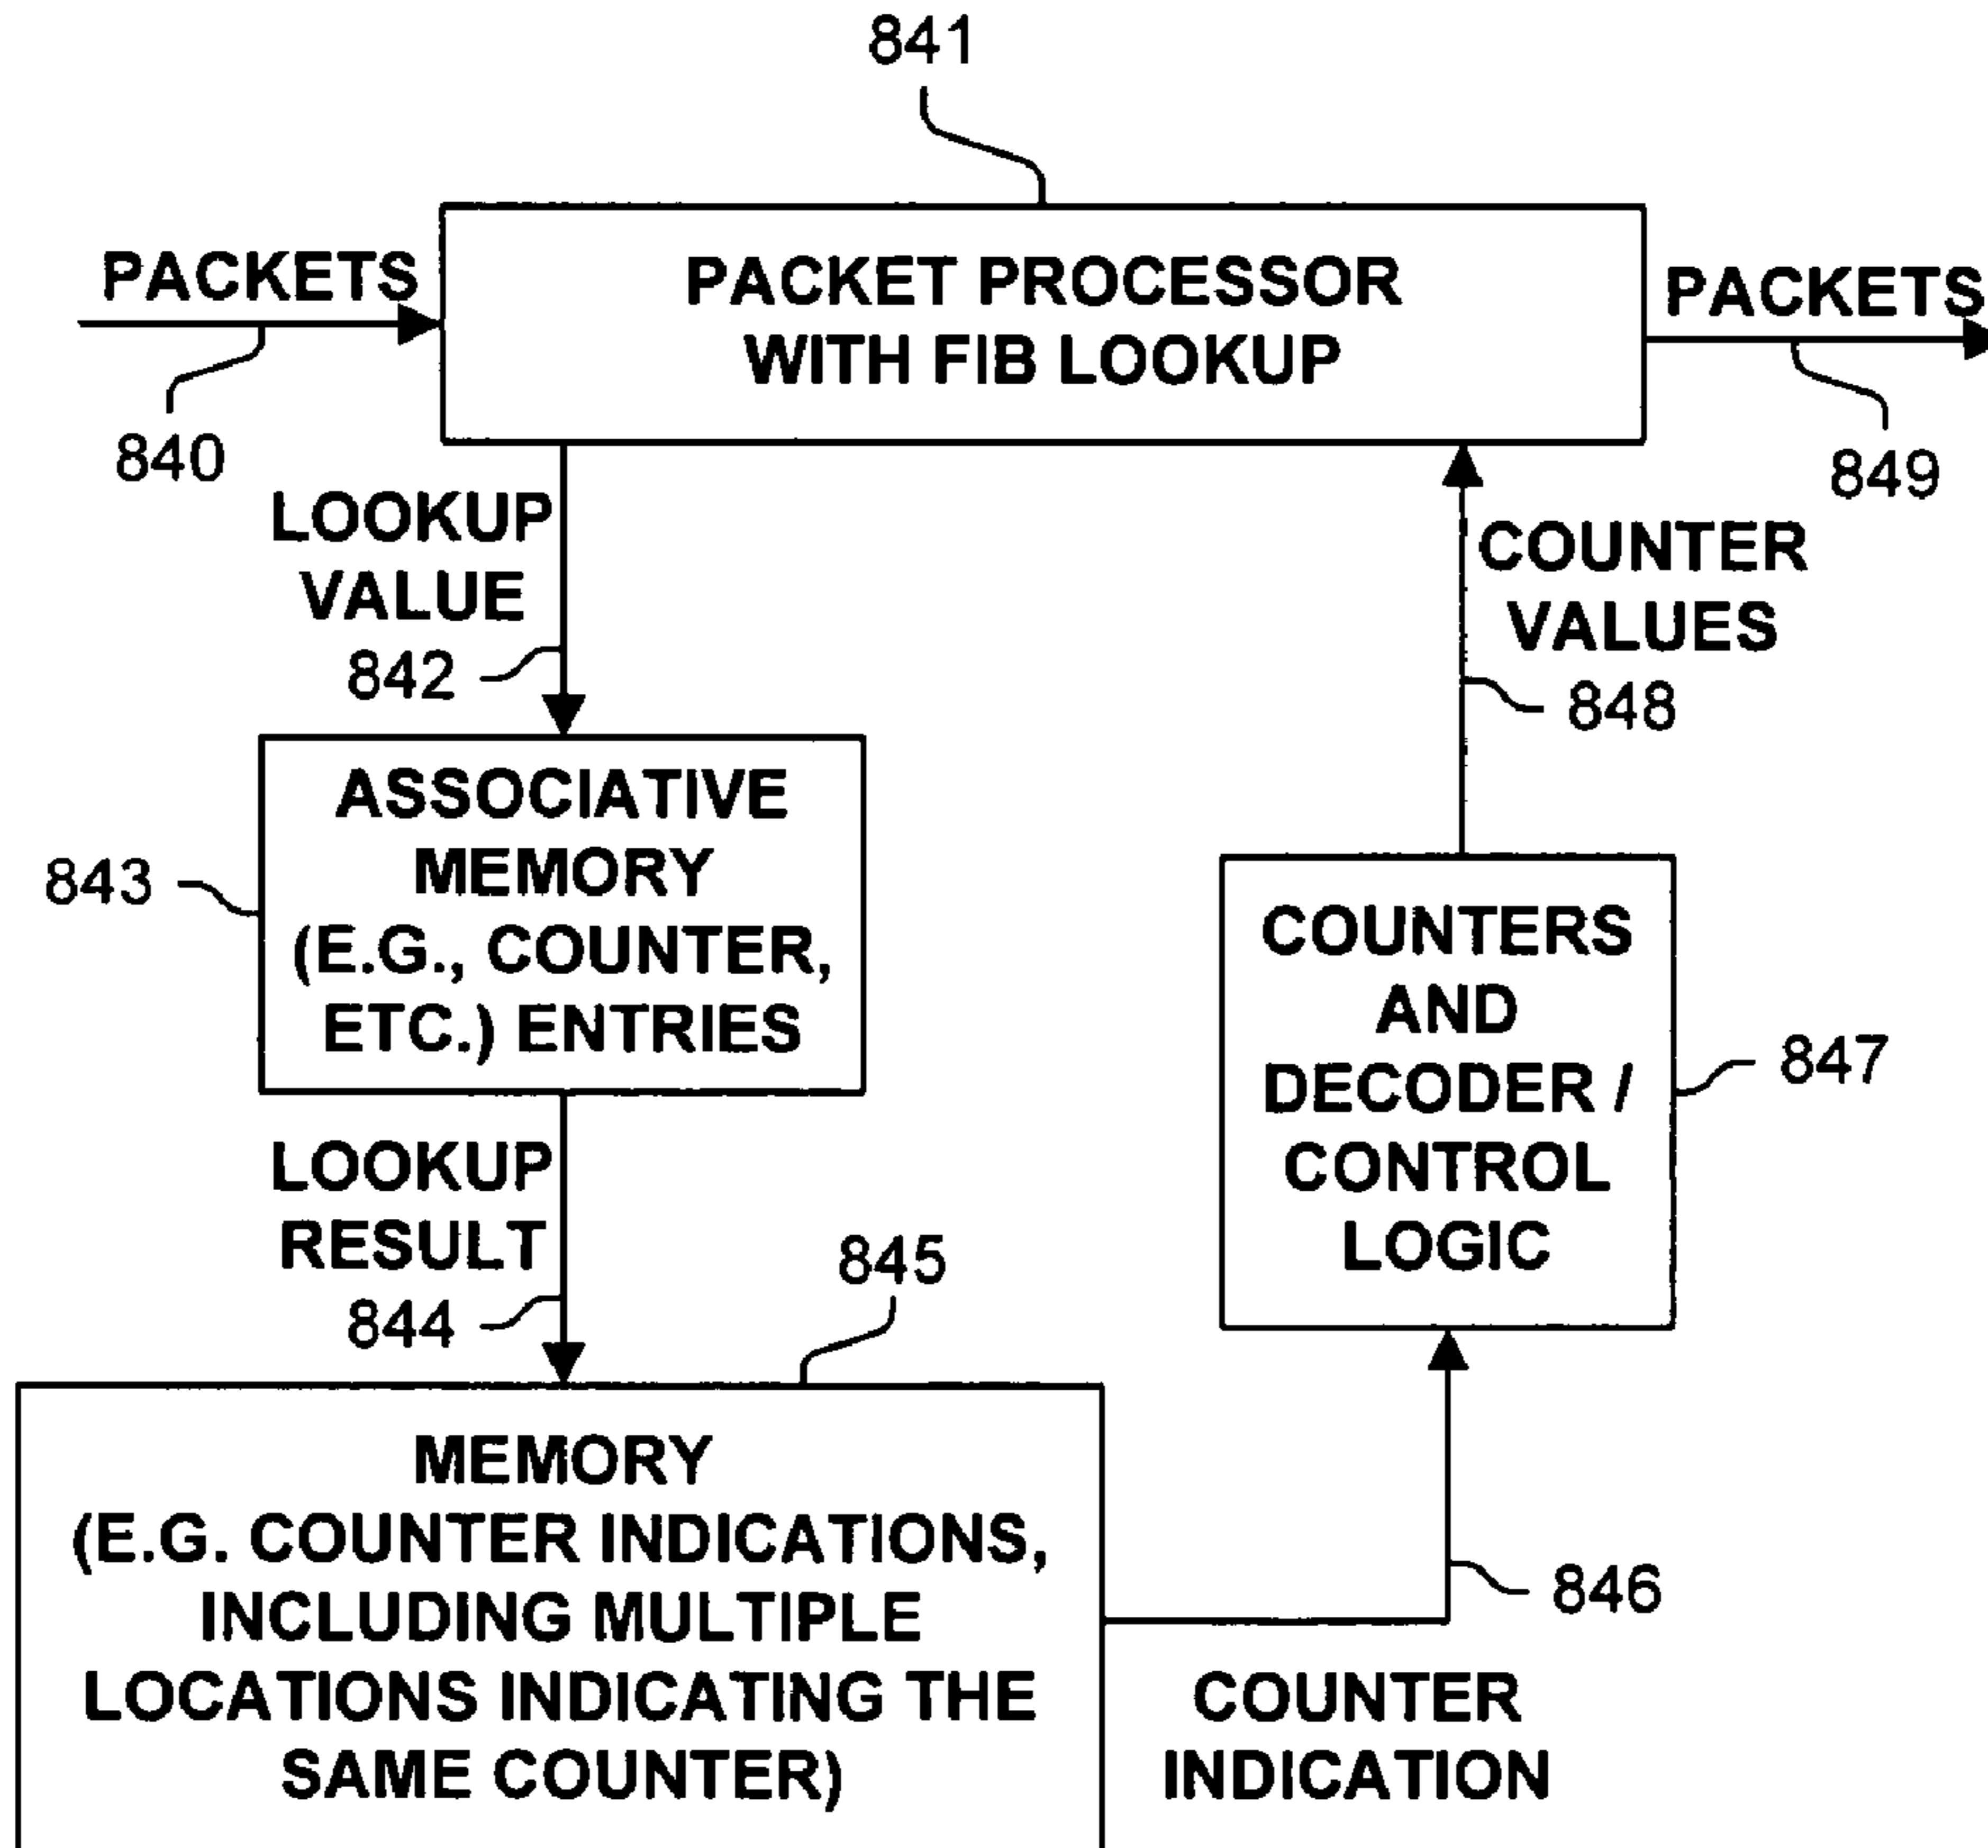 841
PACKETS
PACKET PROCESSOR
WITH FIB LOOKUP
PACKETS
840
849
LOOKUP
VALUE
842
COUNTER
VALUES
848
ASSOCIATIVE
MEMORY
(E.G., COUNTER,
ETC.) ENTRIES
843
COUNTERS
AND
DECODER /
CONTROL
LOGIC
847
LOOKUP
RESULT
844
845
MEMORY
(E.G. COUNTER INDICATIONS,
INCLUDING MULTIPLE
LOCATIONS INDICATING THE
SAME COUNTER)
846
COUNTER
INDICATION